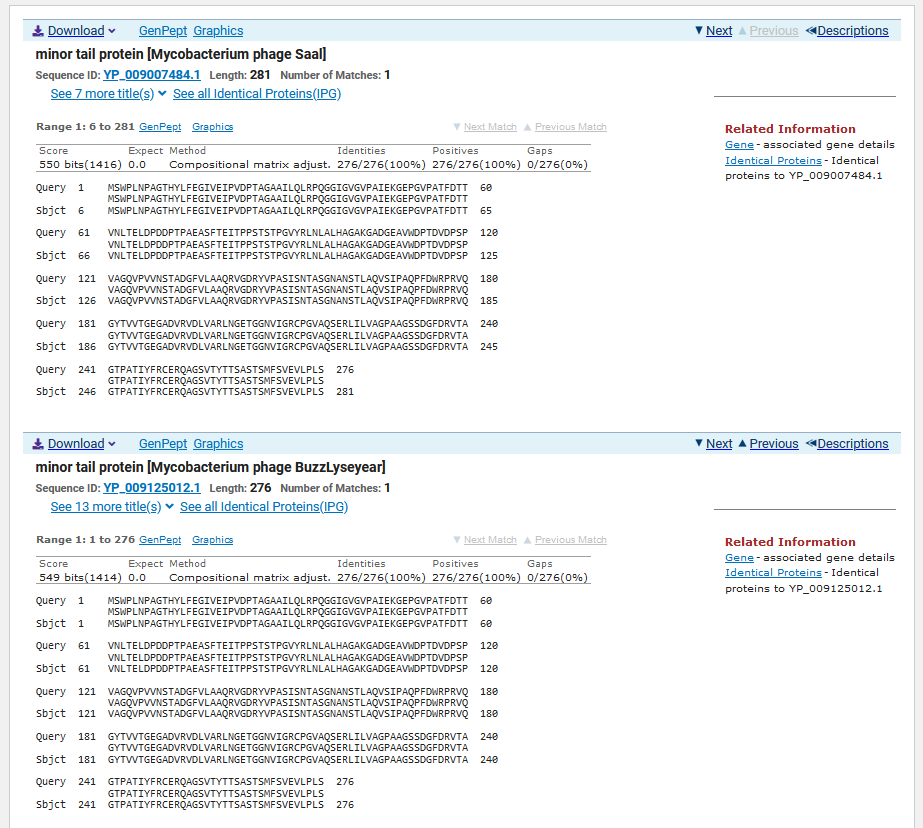 Download GenPept Graphics Next Previous Descriptions
minor tail protein [Mycobacterium phage Saal]
Sequence ID: YP_009007484.1 Length: 281 Number of Matches: 1
See 7 more title(s) See all Identical Proteins(IPG)
Range 1: 6 to 281 GenPept Graphics Next Match Previous Match
Related Information
Gene - associated gene details
Identical Proteins - Identical
proteins to YP_009007484.1
Score Expect Method Identities Positives Gaps
550 bits(1416) 0.0 Compositional matrix adjust. 276/276(100%) 276/276(100%) 0/276(0%)
Query 1 MSWPLNPAGTHYLFEGIVEIPVDPTAGAAILQLRPQGGIGVGVPAIEKGEPGVPATFDTT 60
MSWPLNPAGTHYLFEGIVEIPVDPTAGAAILQLRPQGGIGVGVPAIEKGEPGVPATFDTT
Sbjct 6 MSWPLNPAGTHYLFEGIVEIPVDPTAGAAILQLRPQGGIGVGVPAIEKGEPGVPATFDTT 65
Query 61 VNLTELDPDDPTPAEASFTEITPPSTSTPGVYRLNLALHAGAKGADGEAVWDPTDVDPSP 120
VNLTELDPDDPTPAEASFTEITPPSTSTPGVYRLNLALHAGAKGADGEAVWDPTDVDPSP
Sbjct 66 VNLTELDPDDPTPAEASFTEITPPSTSTPGVYRLNLALHAGAKGADGEAVWDPTDVDPSP 125
Query 121 VAGQVPVVNSTADGFVLAAQRVGDRYVPASISNTASGNANSTLAQVSIPAQPFDWRPRVQ 180
VAGQVPVVNSTADGFVLAAQRVGDRYVPASISNTASGNANSTLAQVSIPAQPFDWRPRVQ
Sbjct 126 VAGQVPVVNSTADGFVLAAQRVGDRYVPASISNTASGNANSTLAQVSIPAQPFDWRPRVQ 185
Query 181 GYTVVTGEGADVRVDLVARLNGETGGNVIGRCPGVAQSERLILVAGPAAGSSDGFDRVTA 240
GYTVVTGEGADVRVDLVARLNGETGGNVIGRCPGVAQSERLILVAGPAAGSSDGFDRVTA
Sbjct 186 GYTVVTGEGADVRVDLVARLNGETGGNVIGRCPGVAQSERLILVAGPAAGSSDGFDRVTA 245
Query 241 GTPATIYFRCERQAGSVTYTTSASTSMFSVEVLPLS 276
GTPATIYFRCERQAGSVTYTTSASTSMFSVEVLPLS
Sbjct 246 GTPATIYFRCERQAGSVTYTTSASTSMFSVEVLPLS 281
Download GenPept Graphics Next Previous Descriptions
minor tail protein [Mycobacterium phage BuzzLyseyear]
Sequence ID: YP_009125012.1 Length: 276 Number of Matches: 1
See 13 more title(s) See all Identical Proteins(IPG)
Range 1: 1 to 276 GenPept Graphics Next Match Previous Match
Related Information
Gene - associated gene details
Identical Proteins - Identical
proteins to YP_009125012.1
Score Expect Method Identities Positives Gaps
549 bits(1414) 0.0 Compositional matrix adjust. 276/276(100%) 276/276(100%) 0/276(0%)
Query 1 MSWPLNPAGTHYLFEGIVEIPVDPTAGAAILQLRPQGGIGVGVPAIEKGEPGVPATFDTT 60
MSWPLNPAGTHYLFEGIVEIPVDPTAGAAILQLRPQGGIGVGVPAIEKGEPGVPATFDTT
Sbjct 1 MSWPLNPAGTHYLFEGIVEIPVDPTAGAAILQLRPQGGIGVGVPAIEKGEPGVPATFDTT 60
Query 61 VNLTELDPDDPTPAEASFTEITPPSTSTPGVYRLNLALHAGAKGADGEAVWDPTDVDPSP 120
VNLTELDPDDPTPAEASFTEITPPSTSTPGVYRLNLALHAGAKGADGEAVWDPTDVDPSP
Sbjct 61 VNLTELDPDDPTPAEASFTEITPPSTSTPGVYRLNLALHAGAKGADGEAVWDPTDVDPSP 120
Query 121 VAGQVPVVNSTADGFVLAAQRVGDRYVPASISNTASGNANSTLAQVSIPAQPFDWRPRVQ 180
VAGQVPVVNSTADGFVLAAQRVGDRYVPASISNTASGNANSTLAQVSIPAQPFDWRPRVQ
Sbjct 121 VAGQVPVVNSTADGFVLAAQRVGDRYVPASISNTASGNANSTLAQVSIPAQPFDWRPRVQ 180
Query 181 GYTVVTGEGADVRVDLVARLNGETGGNVIGRCPGVAQSERLILVAGPAAGSSDGFDRVTA 240
GYTVVTGEGADVRVDLVARLNGETGGNVIGRCPGVAQSERLILVAGPAAGSSDGFDRVTA
Sbjct 181 GYTVVTGEGADVRVDLVARLNGETGGNVIGRCPGVAQSERLILVAGPAAGSSDGFDRVTA 240
Query 241 GTPATIYFRCERQAGSVTYTTSASTSMFSVEVLPLS 276
GTPATIYFRCERQAGSVTYTTSASTSMFSVEVLPLS
Sbjct 241 GTPATIYFRCERQAGSVTYTTSASTSMFSVEVLPLS 276